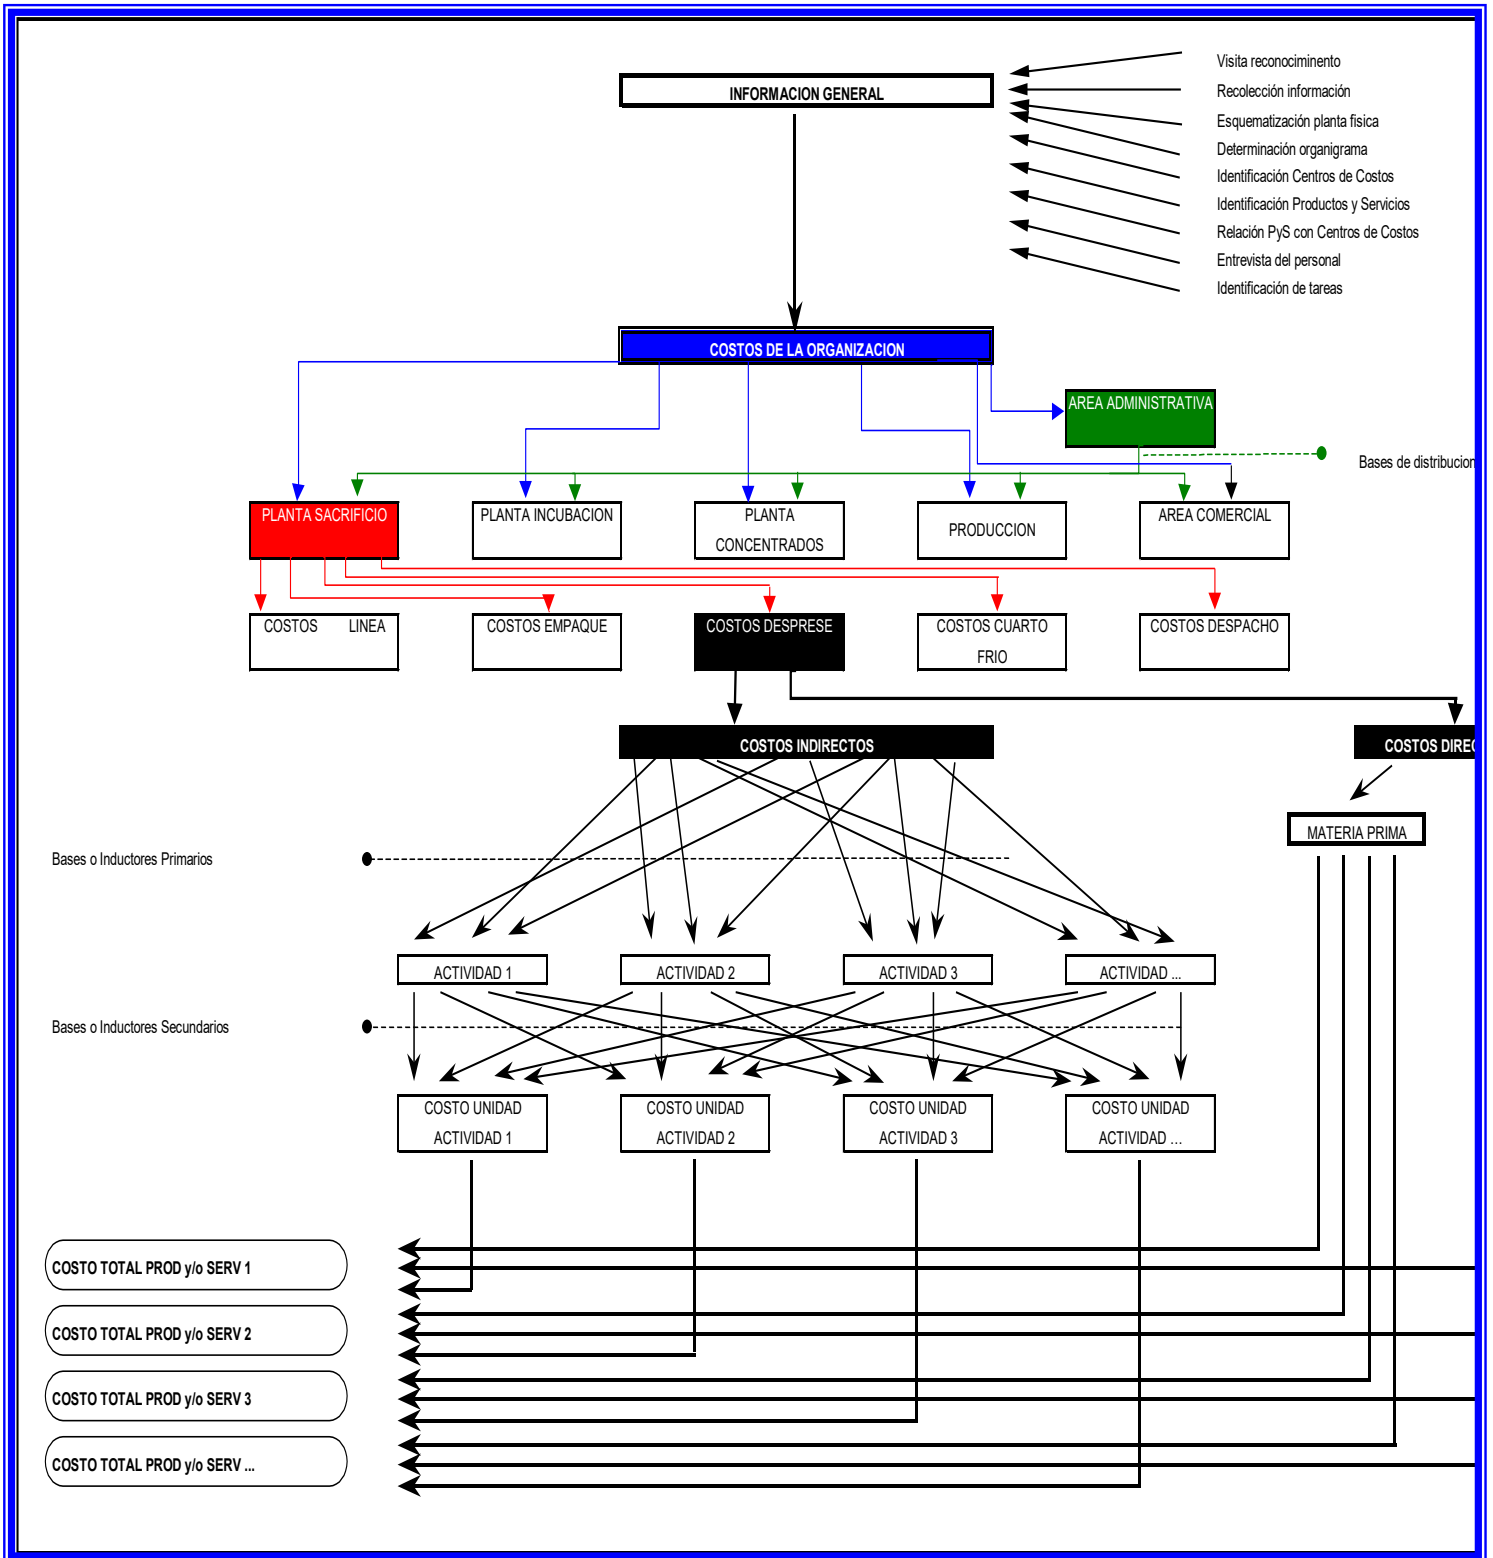 Visita reconociminento
INFORMACION GENERAL
Recolección información
Esquematización planta fisica
Determinación organigrama
Identificación Centros de Costos
Identificación Productos y Servicios
Relación PyS con Centros de Costos
Entrevista del personal
Identificación de tareas
COSTOS DE LA ORGANIZACION
AREA ADMINISTRATIVA
Bases de distribucion
PLANTA SACRIFICIO
PLANTA INCUBACION
PLANTA
CONCENTRADOS
PRODUCCION
AREA COMERCIAL
COSTOS LINEA
COSTOS EMPAQUE
COSTOS DESPRESE
COSTOS CUARTO
FRIO
COSTOS DESPACHO
COSTOS INDIRECTOS
COSTOS DIREC
MATERIA PRIMA
Bases o Inductores Primarios
ACTIVIDAD 1
ACTIVIDAD 2
ACTIVIDAD 3
ACTIVIDAD ...
Bases o Inductores Secundarios
COSTO UNIDAD
ACTIVIDAD 1
COSTO UNIDAD
ACTIVIDAD 2
COSTO UNIDAD
ACTIVIDAD 3
COSTO UNIDAD
ACTIVIDAD ...
COSTO TOTAL PROD y/o SERV 1
COSTO TOTAL PROD y/o SERV 2
COSTO TOTAL PROD y/o SERV 3
COSTO TOTAL PROD y/o SERV ...